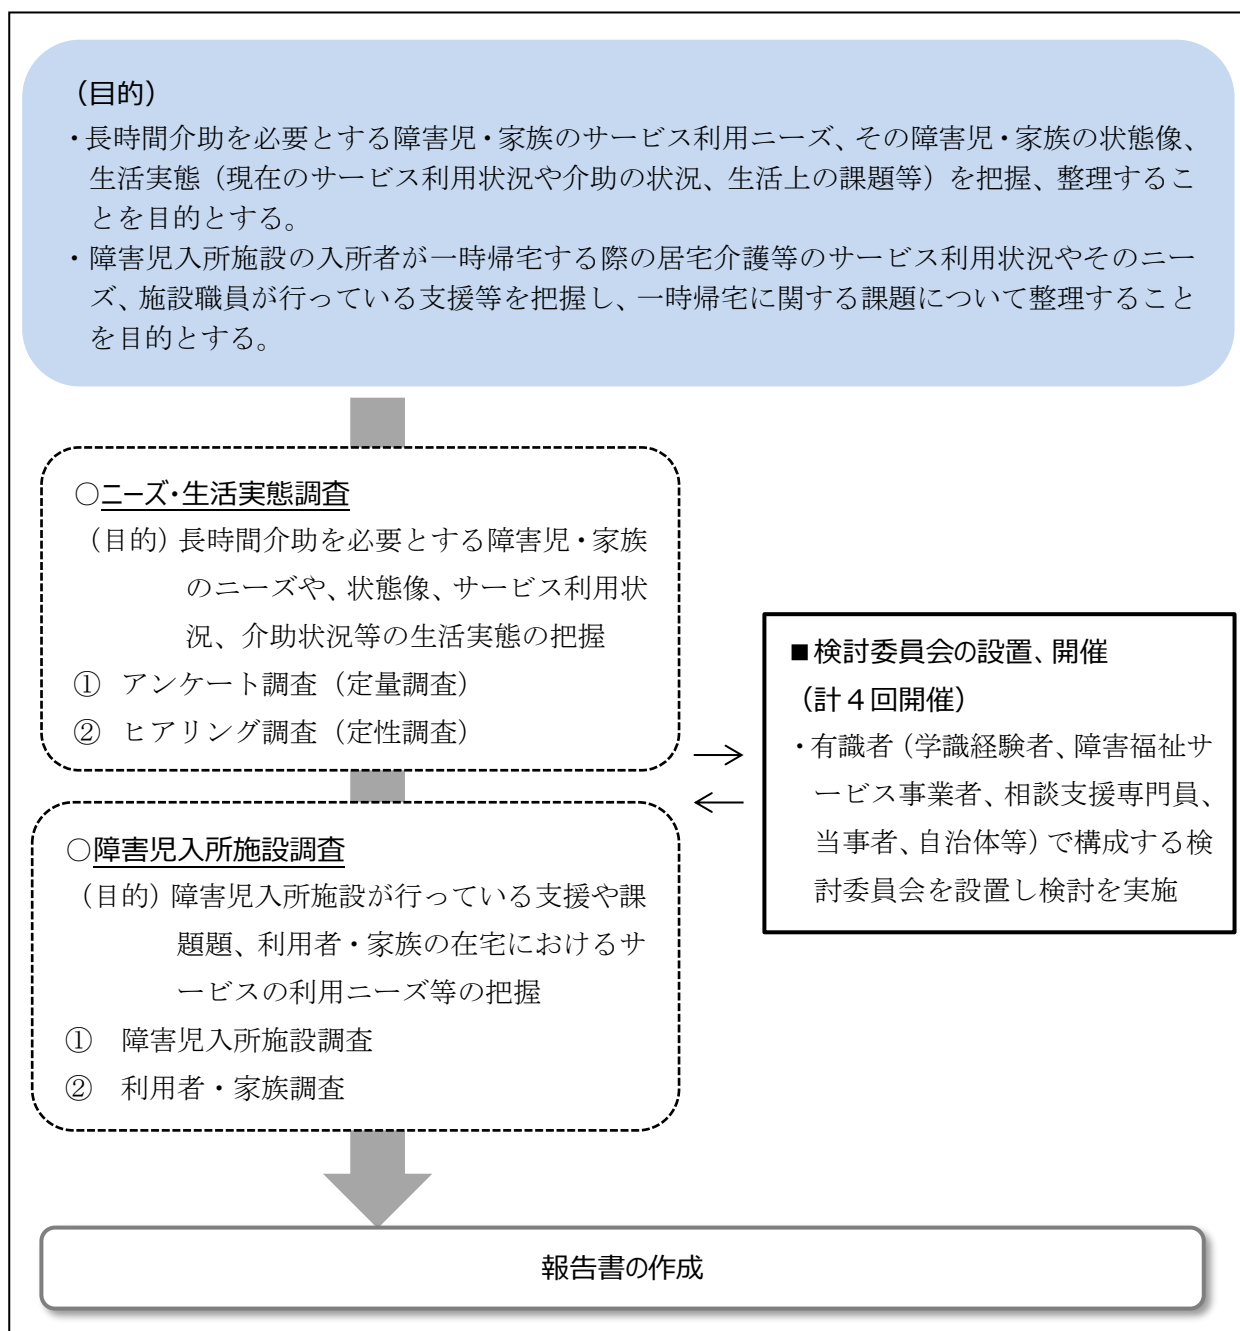 （目的）
・長時間介助を必要とする障害児・家族のサービス利用ニーズ、その障害児・家族の状態像、
生活実態（現在のサービス利用状況や介助の状況、生活上の課題等）を把握、整理するこ
とを目的とする。
・障害児入所施設の入所者が一時帰宅する際の居宅介護等のサービス利用状況やそのニー
ズ、施設職員が行っている支援等を把握し、一時帰宅に関する課題について整理すること
を目的とする。
○ニーズ・生活実態調査
（目的）長時間介助を必要とする障害児・家族
のニーズや、状態像、サービス利用状
況、介助状況等の生活実態の把握
① アンケート調査（定量調査）
② ヒアリング調査（定性調査）
○障害児入所施設調査
（目的）障害児入所施設が行っている支援や課
題題、利用者・家族の在宅におけるサ
ービスの利用ニーズ等の把握
① 障害児入所施設調査
② 利用者・家族調査
■検討委員会の設置、開催
（計４回開催）
・有識者（学識経験者、障害福祉サ
ービス事業者、相談支援専門員、
当事者、自治体等）で構成する検
討委員会を設置し検討を実施
報告書の作成